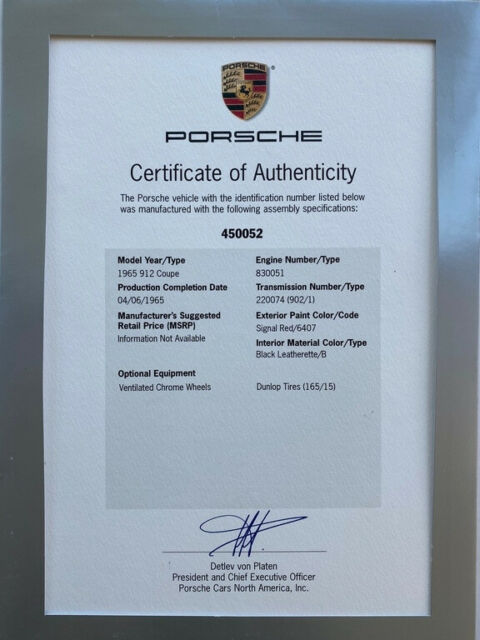 PORSCHE
PORSCHE
Certificate of Authenticity
The Porsche vehicle with the identification number listed below
was manufactured with the following assembly specifications:
450052
Model Year/Type
1965 912 Coupe
Production Completion Date
04/06/1965
Manufacturer's Suggested
Retail Price (MSRP)
Information Not Available
Engine Number/Type
830051
Transmission Number/Type
220074 (902/1)
Exterior Paint Color/Code
Signal Red/6407
Interior Material Color/Type
Black Leatherette/B
Optional Equipment
Ventilated Chrome Wheels
Dunlop Tires (165/15)
Detlev von Platen
President and Chief Executive Officer
Porsche Cars North America, Inc.